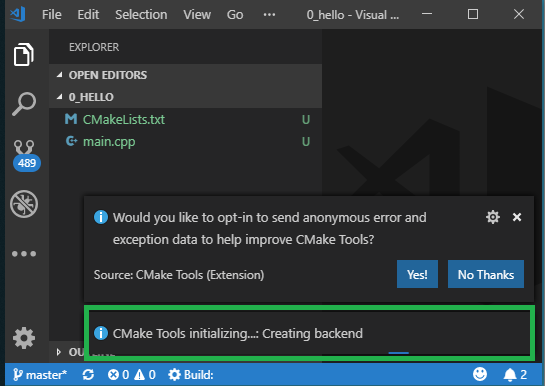 File Edit View Go ··· 0_hello - Visual ...
EXPLORER
OPEN EDITORS
0_HELLO
CMakeLists.txt U
main.cpp U
489
Would you like to opt-in to send anonymous error and
exception data to help improve CMake Tools?
Source: CMake Tools (Extension) Yes! No Thanks
CMake Tools initializing...: Creating backend
master* 0 0 Build: 2